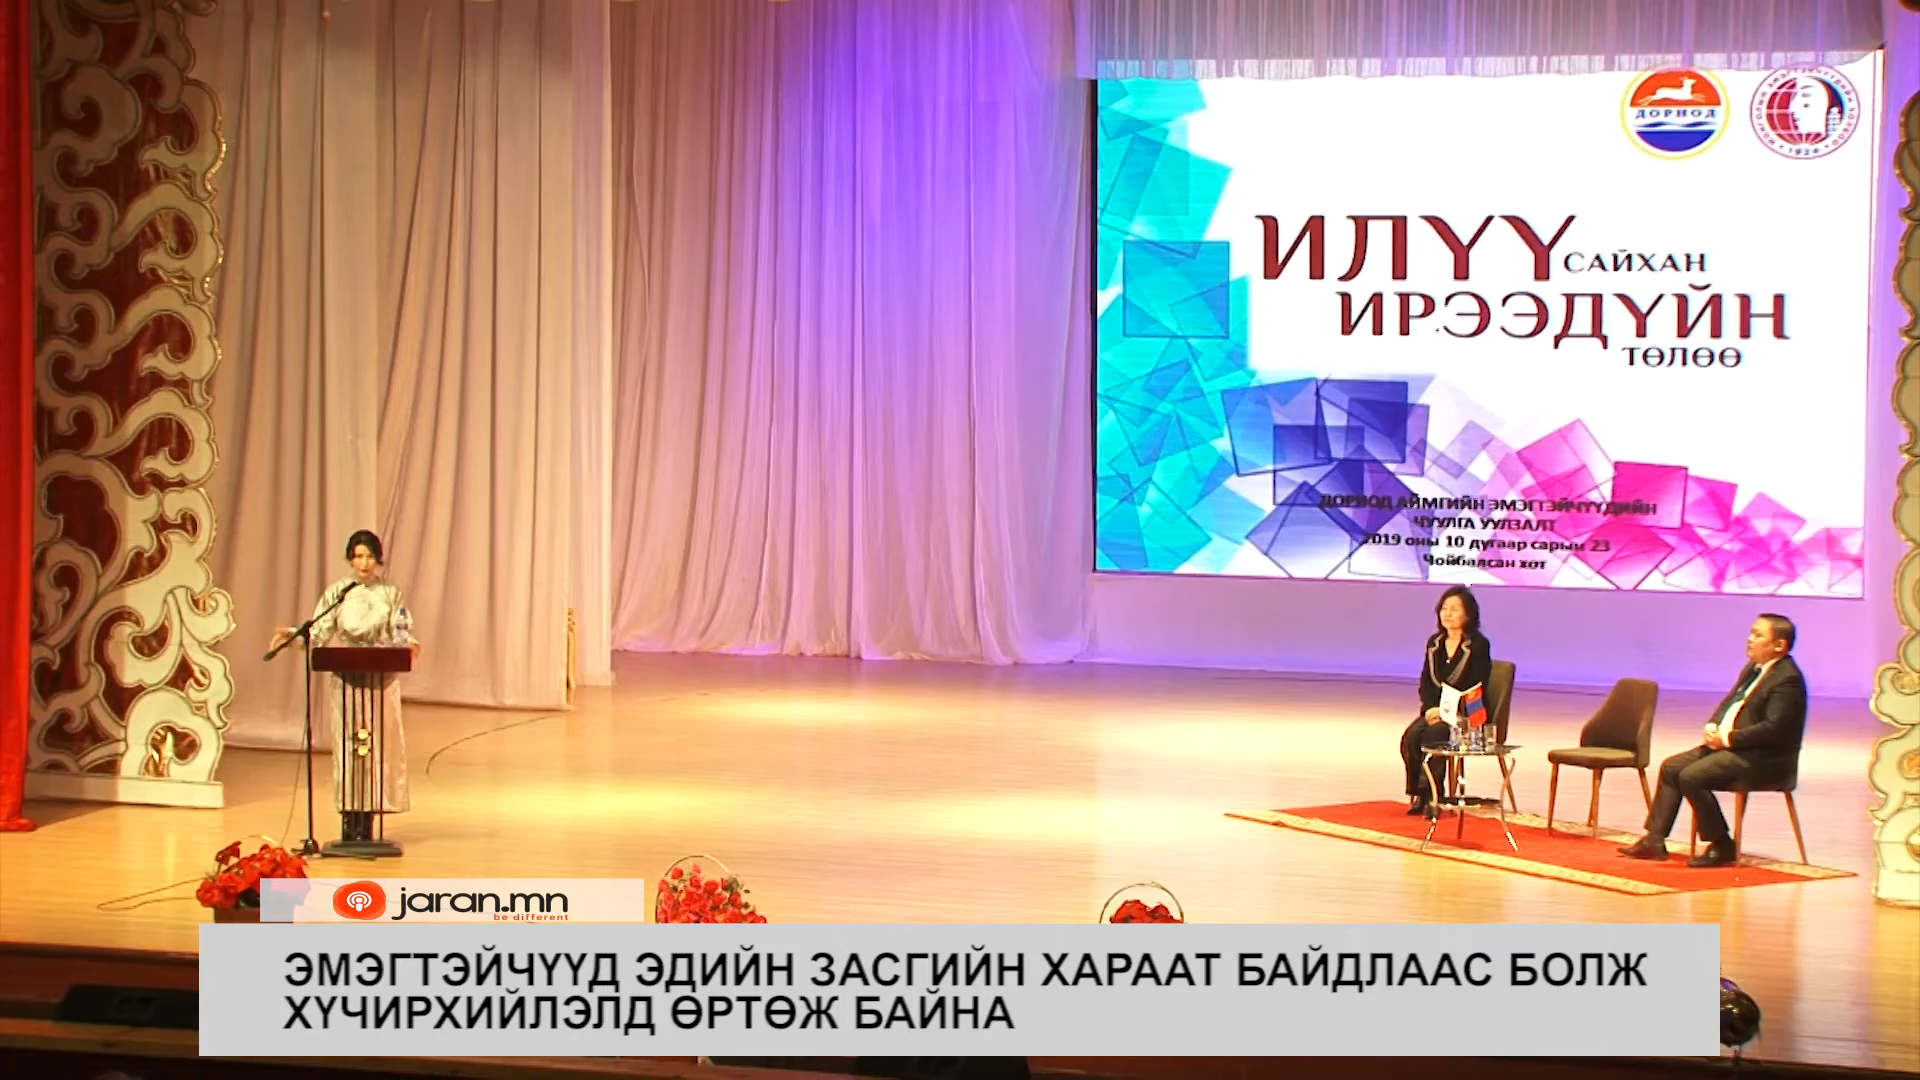 ДОРНОД
1924
ИЛҮҮ САЙХАН
ИРЭЭДҮЙН
ТӨЛӨӨ
ДОРНОД АЙМГИЙН ЭМЭГТЭЙЧҮҮДИЙН
ЧУУЛГА УУЛЗАЛТ
2019 оны 10 дугаар сарын 23
Чойбалсан хот
jaran.mn
be different
ЭМЭГТЭЙЧҮҮД ЭДИЙН ЗАСГИЙН ХАРААТ БАЙДЛААС БОЛЖ
ХҮЧИРХИЙЛЭЛД ӨРТӨЖ БАЙНА